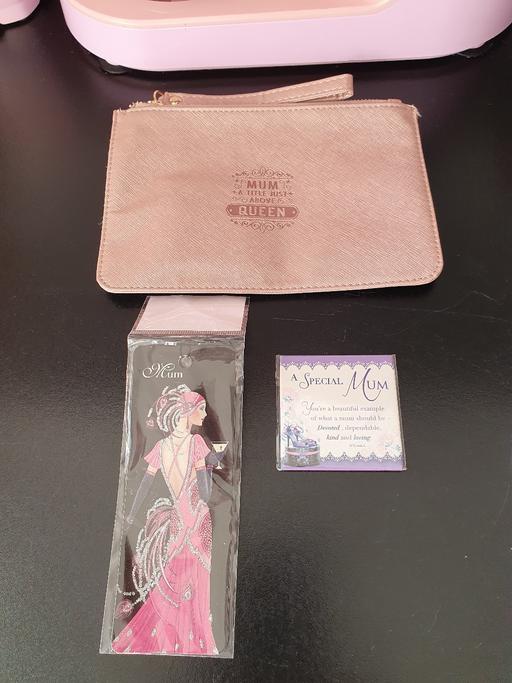 MUM
A TITLE JUST
ABOVE
QUEEN
Mum
A SPECIAL MUM
You're a beautiful example
of what a mum should be
Devoted, dependable,
kind and loving